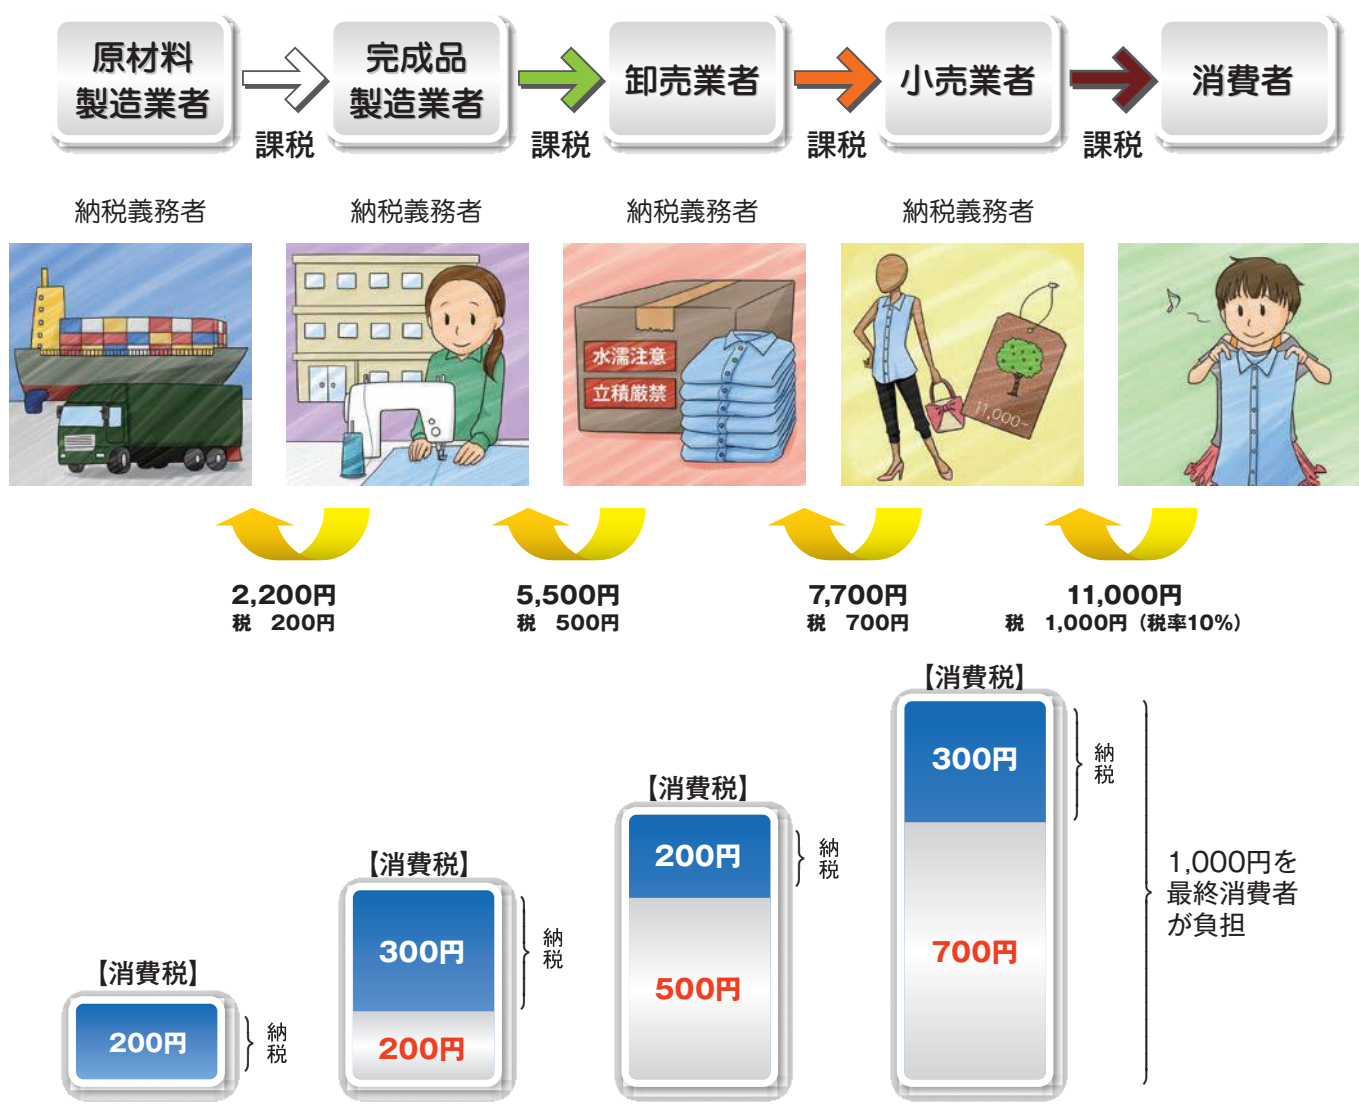 原材料
製造業者
完成品
製造業者
卸売業者
小売業者
消費者
課税
課税
課税
課税
納税義務者
納税義務者
納税義務者
納税義務者
水濡注意
立積厳禁
11,000-
2,200円
税 200円
5,500円
税 500円
7,700円
税 700円
11,000円
税 1,000円（税率10%）
【消費税】
200円
納税
【消費税】
300円
200円
納税
【消費税】
200円
500円
納税
【消費税】
300円
700円
納税
1,000円を
最終消費者
が負担